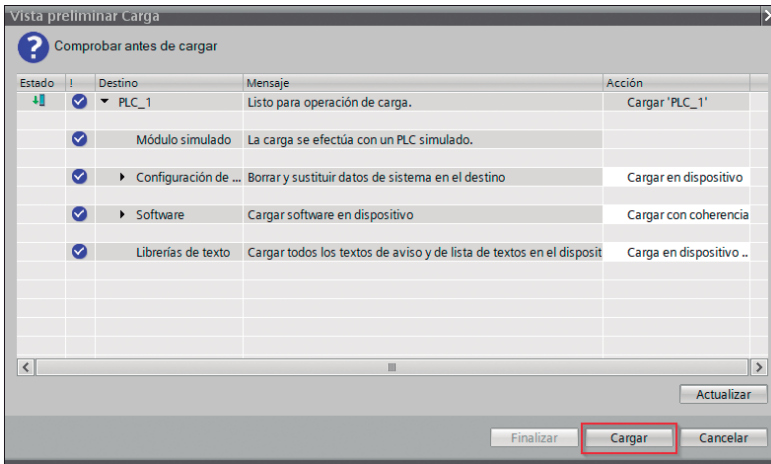 Vista preliminar Carga
Comprobar antes de cargar
Estado ! Destino Mensaje Acción
PLC_1 Listo para operación de carga. Cargar 'PLC_1'
Módulo simulado La carga se efectúa con un PLC simulado.
Configuración de ... Borrar y sustituir datos de sistema en el destino Cargar en dispositivo
Software Cargar software en dispositivo Cargar con coherencia
Librerías de texto Cargar todos los textos de aviso y de lista de textos en el disposit Carga en dispositivo ..
Actualizar
Finalizar Cargar Cancelar